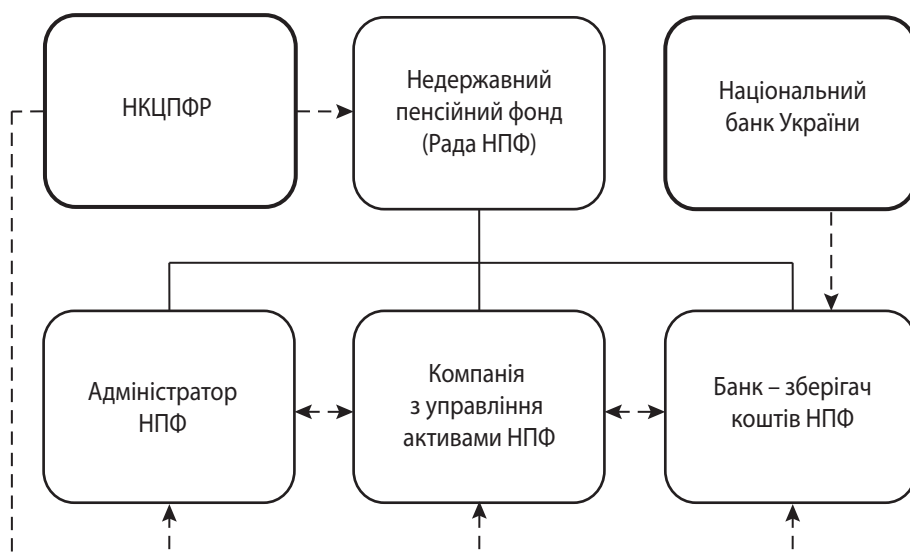 НКЦПФР
Недержавний
пенсійний фонд
(Рада НПФ)
Національний
банк України
Адміністратор
НПФ
Компанія
з управління
активами НПФ
Банк – зберігач
коштів НПФ